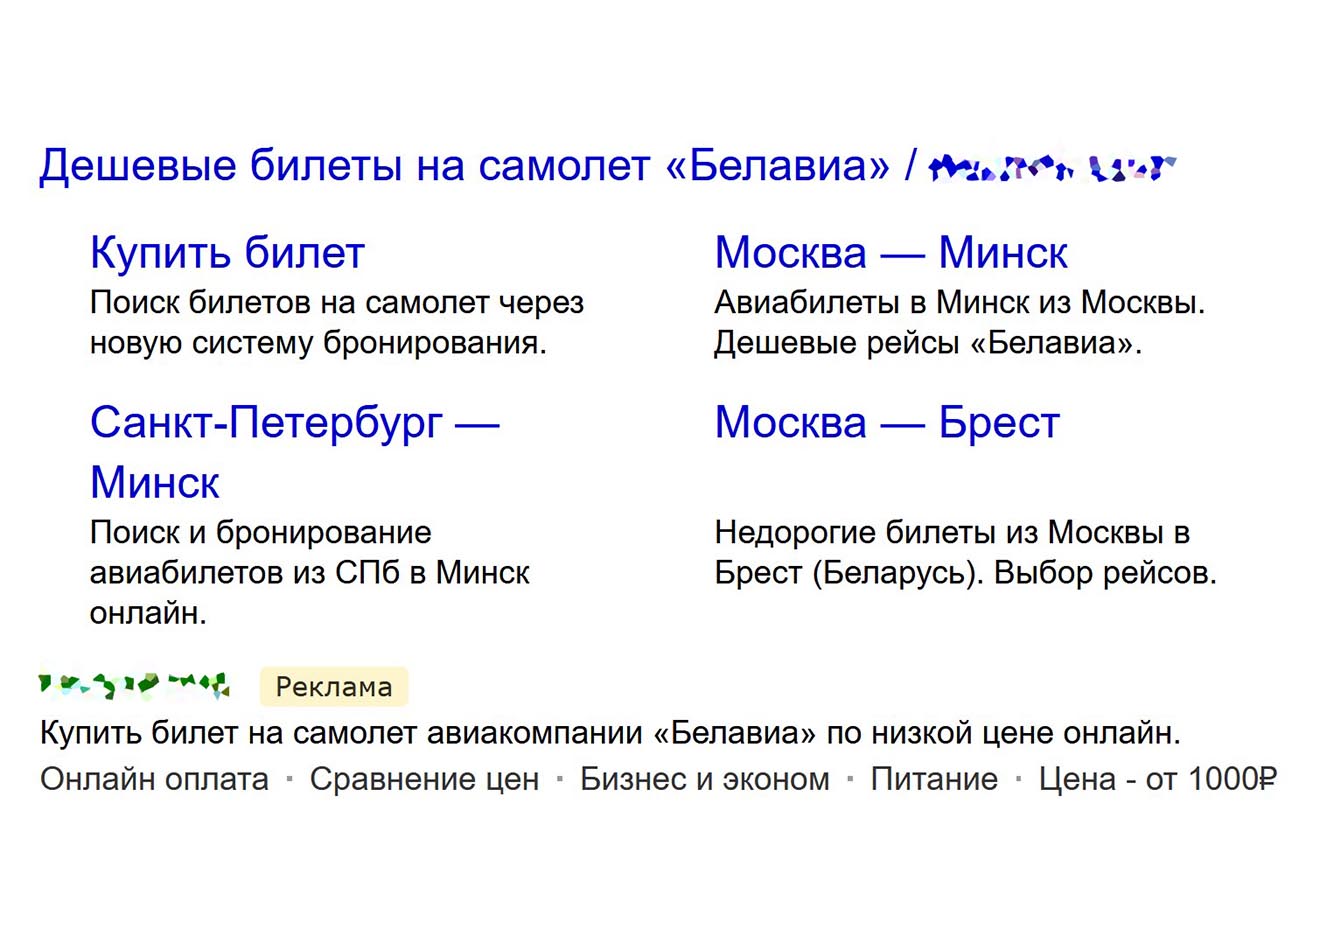 Дешевые билеты на самолет «Белавиа» /
Купить билет
Поиск билетов на самолет через
новую систему бронирования.
Москва — Минск
Авиабилеты в Минск из Москвы.
Дешевые рейсы «Белавиа».
Санкт-Петербург —
Минск
Поиск и бронирование
авиабилетов из СПб в Минск
онлайн.
Москва — Брест
Недорогие билеты из Москвы в
Брест (Беларусь). Выбор рейсов.
Реклама
Купить билет на самолет авиакомпании «Белавиа» по низкой цене онлайн.
Онлайн оплата · Сравнение цен · Бизнес и эконом · Питание · Цена - от 1000₽